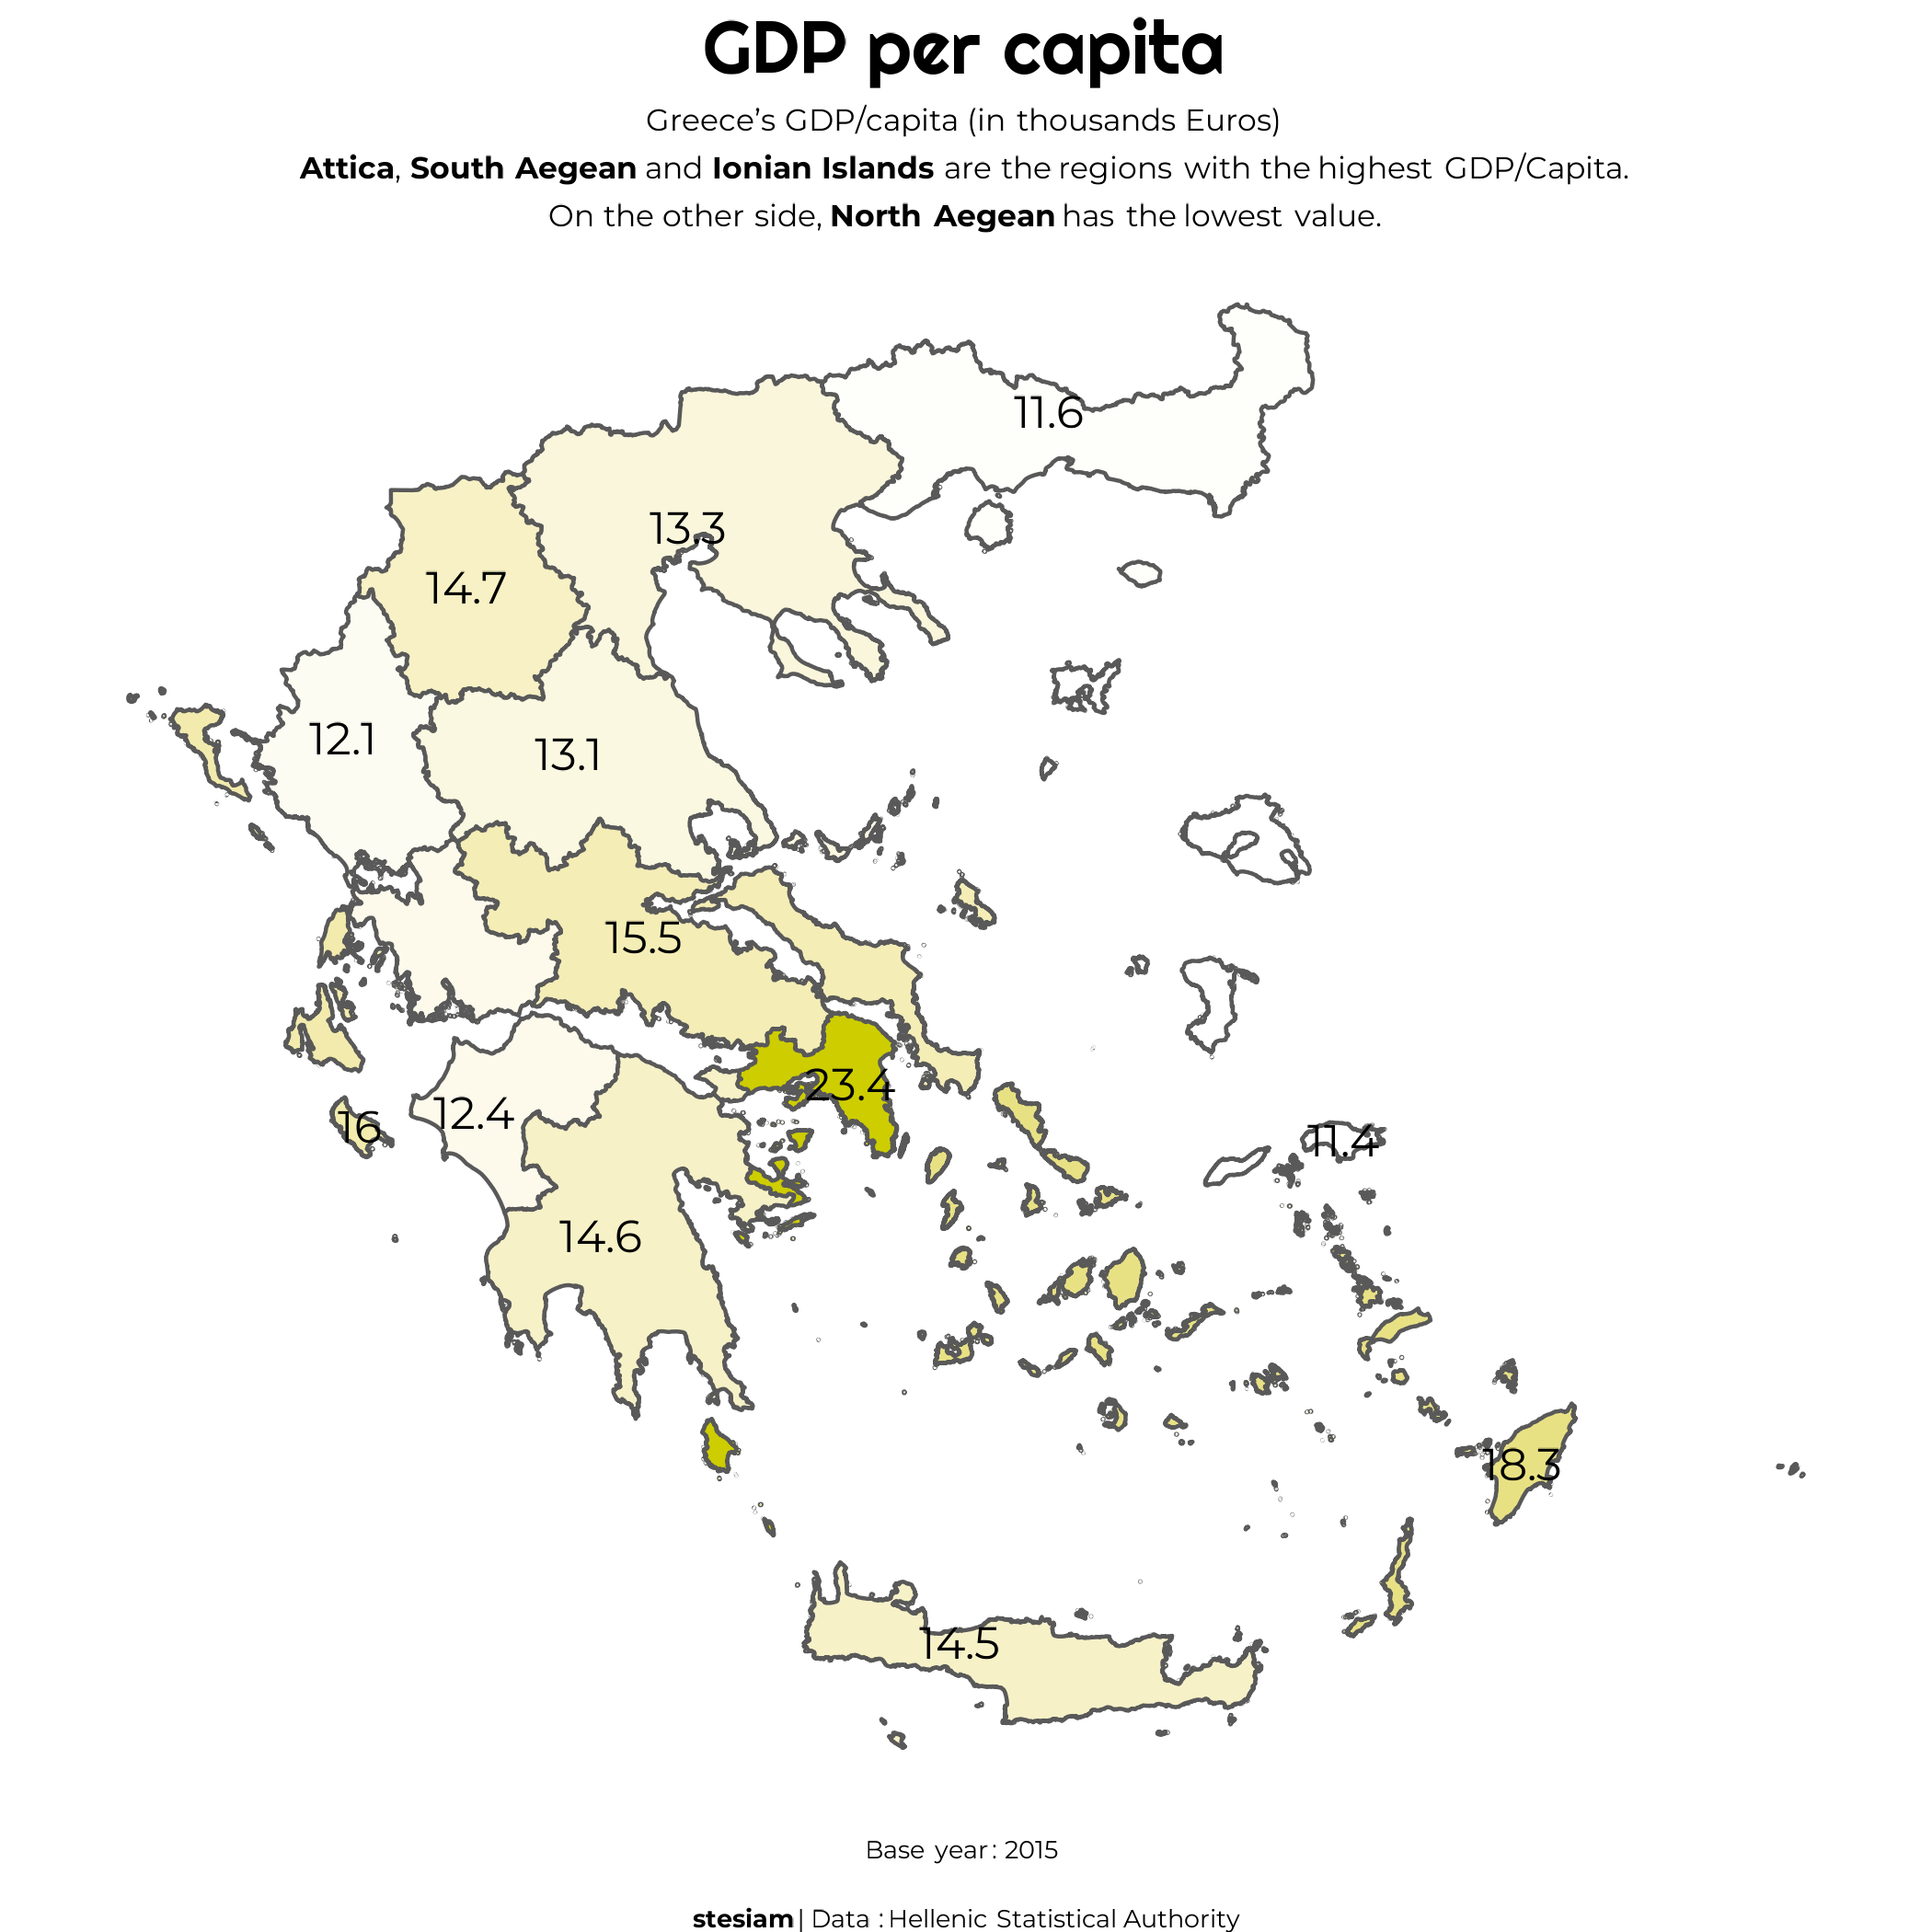 GDP per capita
Greece’s GDP/capita (in thousands Euros)
Attica, South Aegean and Ionian Islands are the regions with the highest GDP/Capita.
On the other side, North Aegean has the lowest value.
11.6
13.3
14.7
12.1
13.1
15.5
23.4
12.4
16
11.4
14.6
18.3
14.5
Base year: 2015
stesiam | Data : Hellenic Statistical Authority